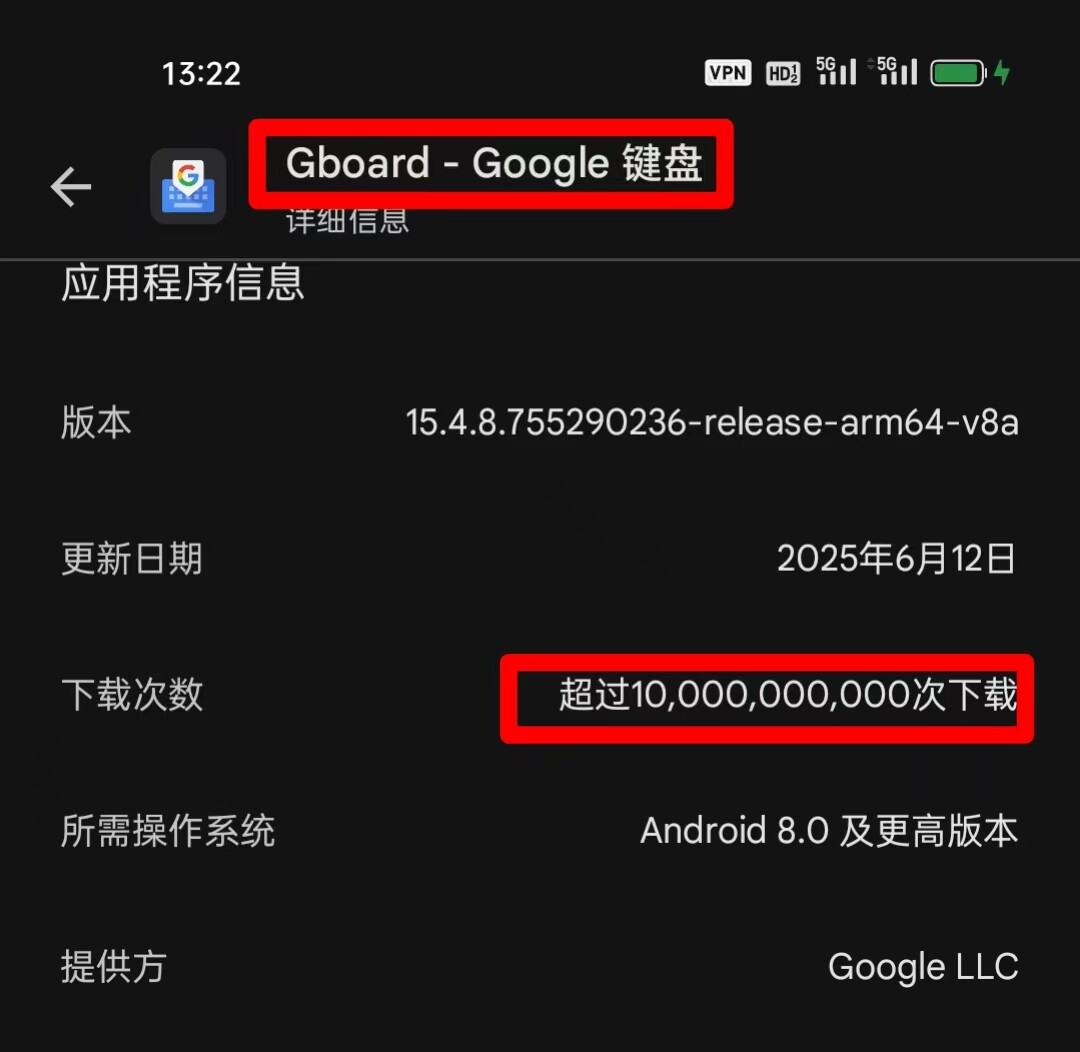 13:22 VPN HD 1 2 5G 5G
Gboard - Google 键盘
详细信息
应用程序信息
版本 15.4.8.755290236-release-arm64-v8a
更新日期 2025年6月12日
下载次数 超过10,000,000,000次下载
所需操作系统 Android 8.0 及更高版本
提供方 Google LLC